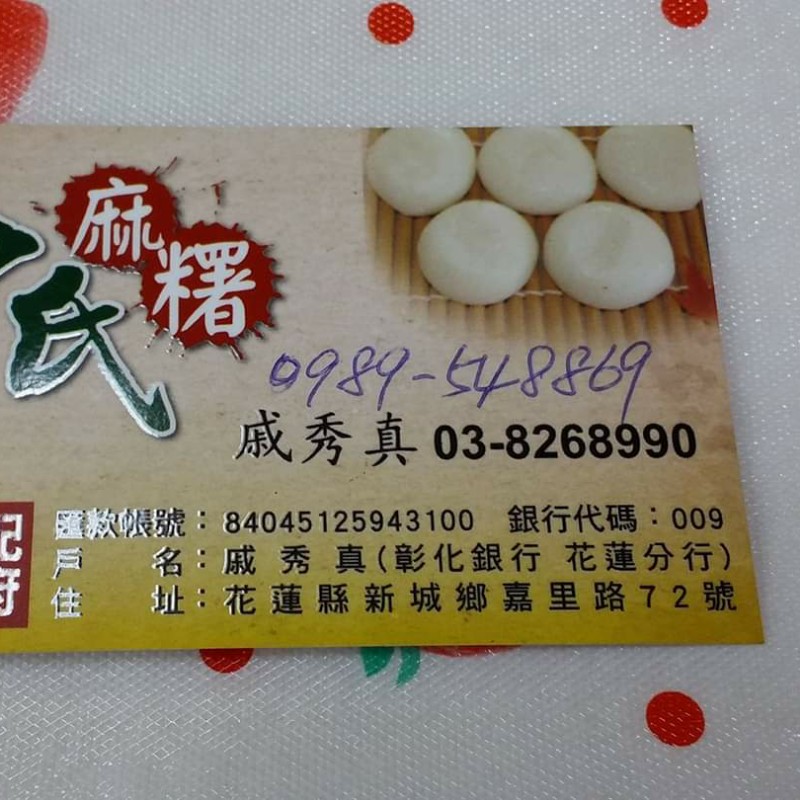 麻糬
氏
0989-548869
戚秀真 03-8268990
匯款帳號：84045125943100 銀行代碼：009
戶 名：戚秀真(彰化銀行 花蓮分行)
住 址：花蓮縣新城鄉嘉里路72號